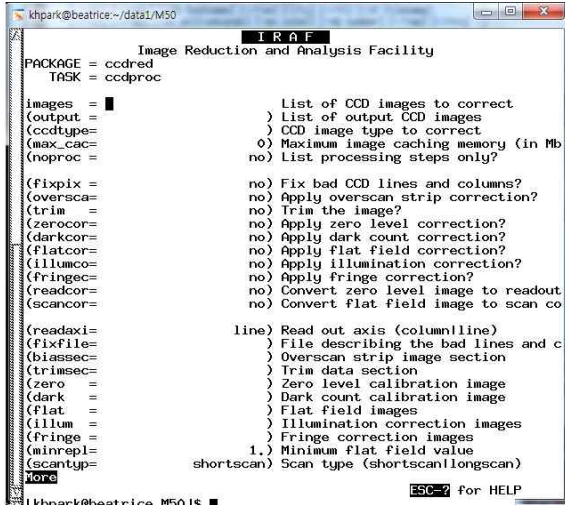 khpark@beatrice:~/data1/M50
I R A F
Image Reduction and Analysis Facility
PACKAGE = ccdred
TASK = ccdproc
images = List of CCD images to correct
(output = ) List of output CCD images
(ccdtype= ) CCD image type to correct
(max_cac= 0) Maximum image caching memory (in Mb
(noproc = no) List processing steps only?
(fixpix = no) Fix bad CCD lines and columns?
(oversca= no) Apply overscan strip correction?
(trim = no) Trim the image?
(zerocor= no) Apply zero level correction?
(darkcor= no) Apply dark count correction?
(flatcor= no) Apply flat field correction?
(illumco= no) Apply illumination correction?
(fringec= no) Apply fringe correction?
(readcor= no) Convert zero level image to readout
(scancor= no) Convert flat field image to scan co
(readaxi= line) Read out axis (column|line)
(fixfile= ) File describing the bad lines and c
(biassec= ) Overscan strip image section
(trimsec= ) Trim data section
(zero = ) Zero level calibration image
(dark = ) Dark count calibration image
(flat = ) Flat field images
(illum = ) Illumination correction images
(fringe = ) Fringe correction images
(minrepl= 1.) Minimum flat field value
(scantyp= shortscan) Scan type (shortscan|longscan)
More
ESC-? for HELP
[khpark@beatrice M50]$